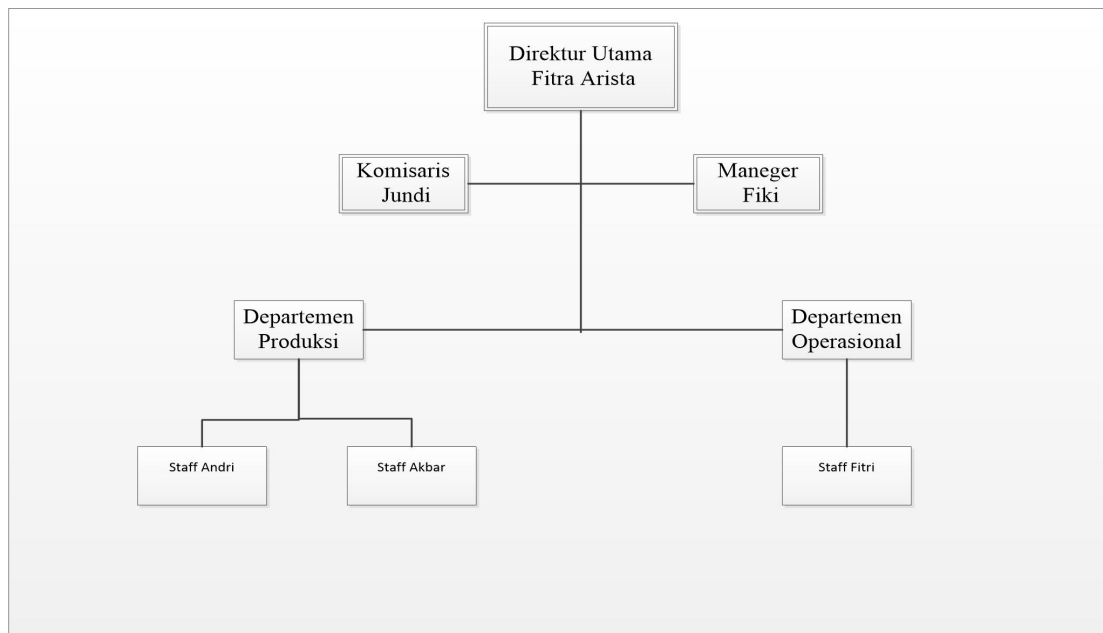 Direktur Utama
Fitra Arista
Komisaris
Jundi
Maneger
Fiki
Departemen
Produksi
Departemen
Operasional
Staff Andri
Staff Akbar
Staff Fitri